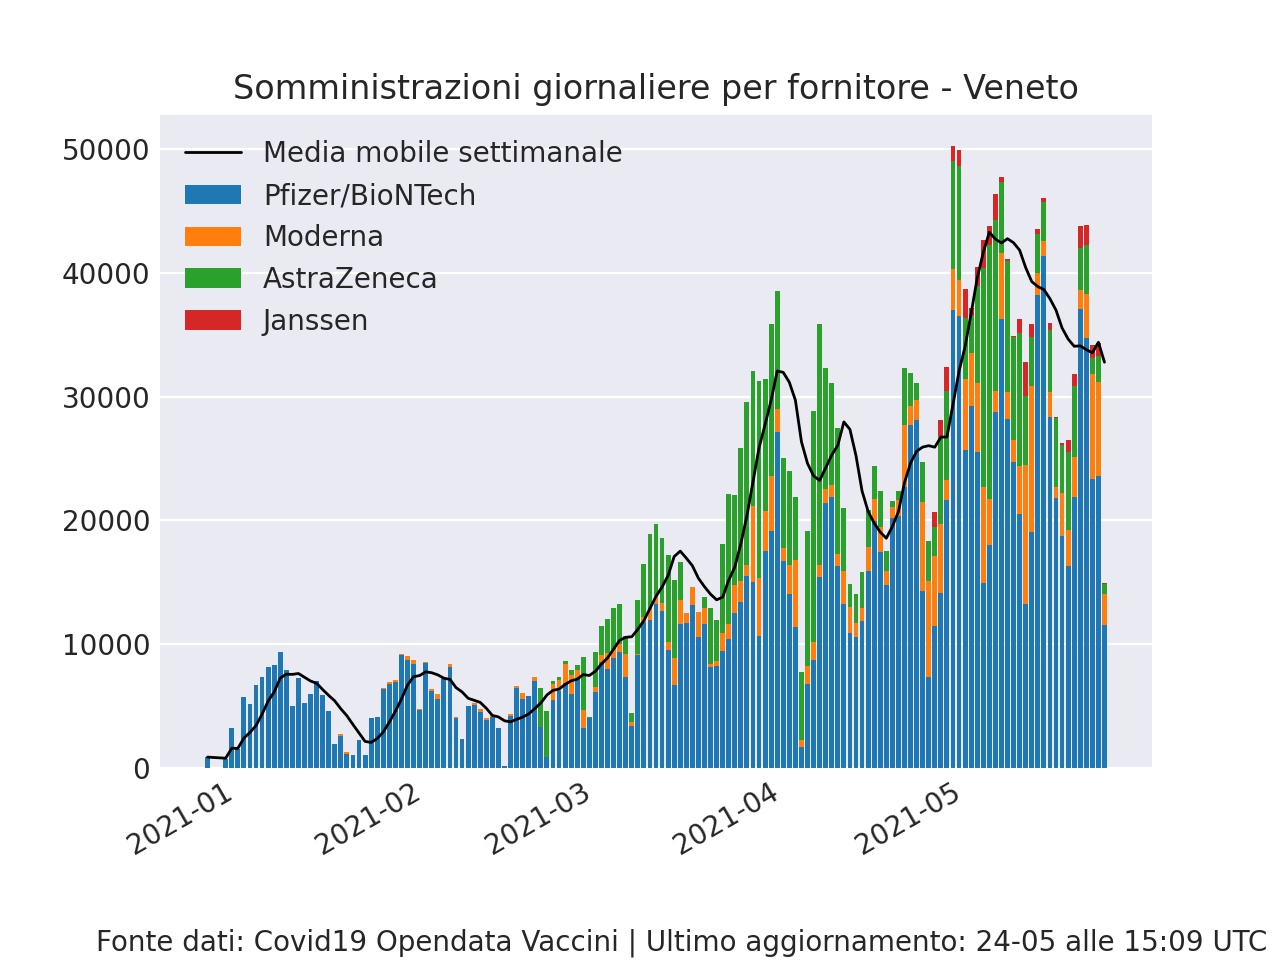 Somministrazioni giornaliere per fornitore - Veneto
Media mobile settimanale
Pfizer/BioNTech
Moderna
AstraZeneca
Janssen
50000
40000
30000
20000
10000
0
2021-01
2021-02
2021-03
2021-04
2021-05
Fonte dati: Covid19 Opendata Vaccini | Ultimo aggiornamento: 24-05 alle 15:09 UTC